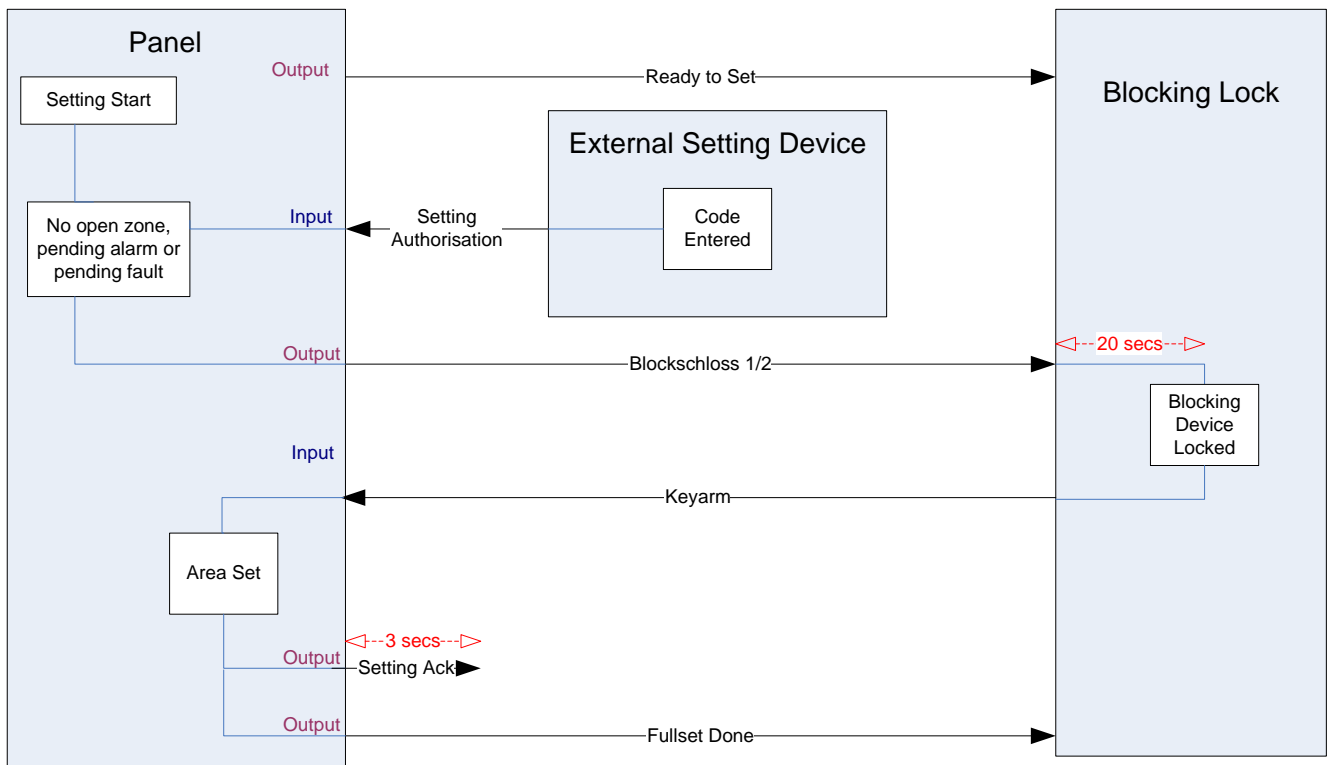 Panel
Output
Ready to Set
Blocking Lock
Setting Start
External Setting Device
No open zone,
pending alarm or
pending fault
Input
Setting
Authorisation
Code
Entered
Output
Blockschloss 1/2
20 secs
Blocking
Device
Locked
Input
Keyarm
Area Set
3 secs
Output
Setting Ack
Output
Fullset Done